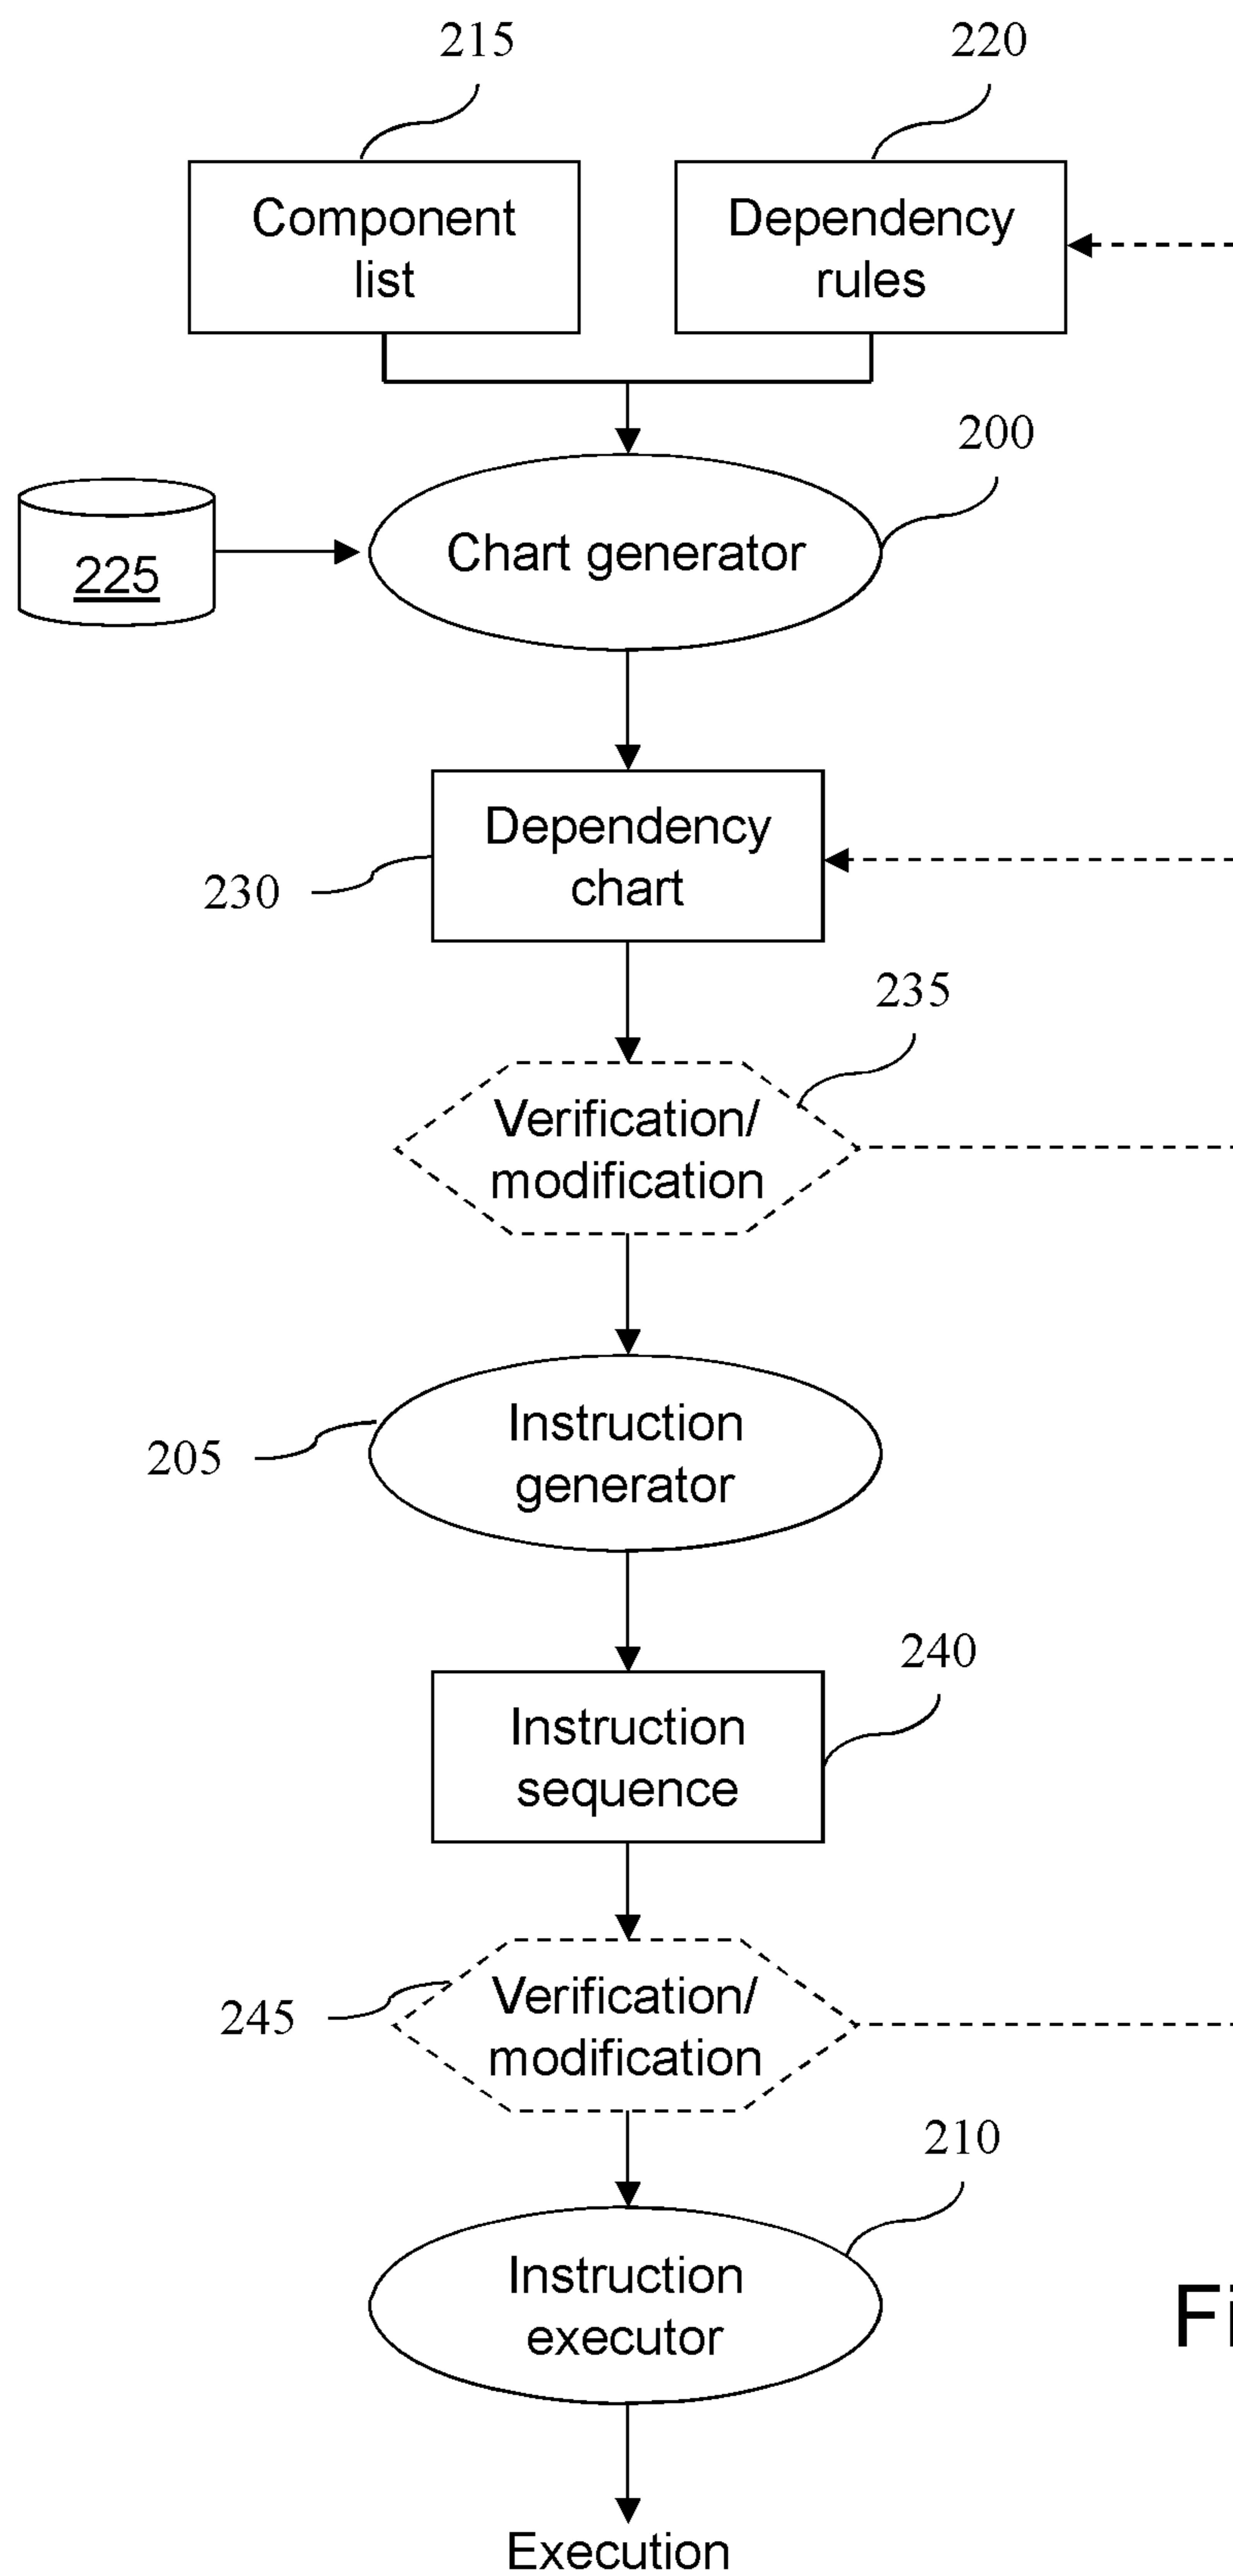 215
220
Component
list
Dependency
rules
200
225
Chart generator
Dependency
chart
230
235
Verification/
modification
Instruction
generator
205
240
Instruction
sequence
Verification/
modification
245
210
Instruction
executor
Fi
Execution